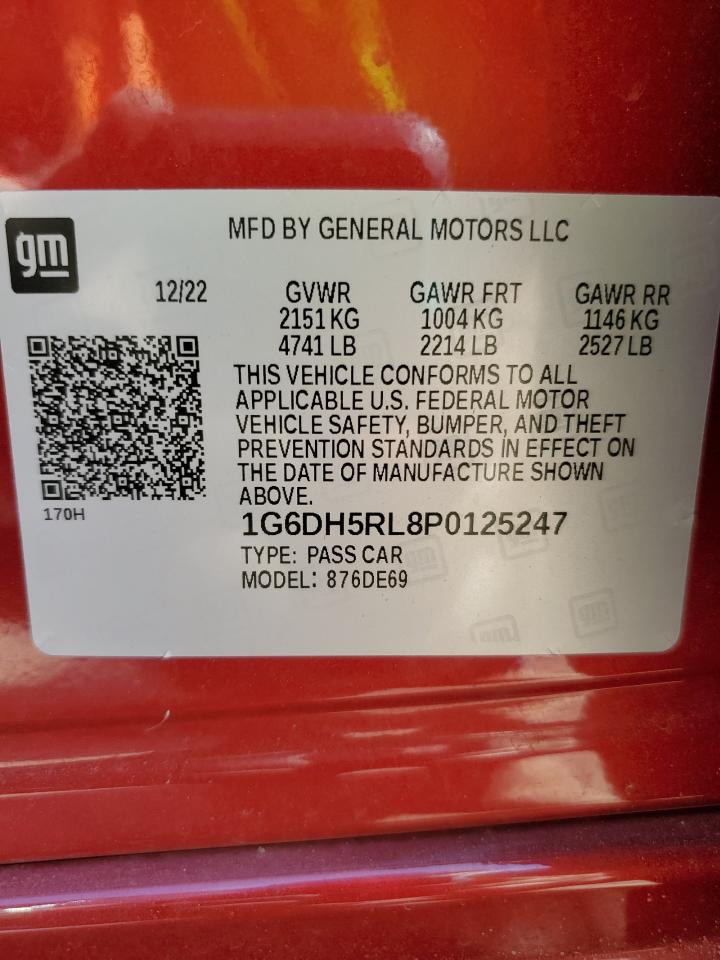 gm
MFD BY GENERAL MOTORS LLC
12/22 GVWR GAWR FRT GAWR RR
2151 KG 1004 KG 1146 KG
4741 LB 2214 LB 2527 LB
THIS VEHICLE CONFORMS TO ALL
APPLICABLE U.S. FEDERAL MOTOR
VEHICLE SAFETY, BUMPER, AND THEFT
PREVENTION STANDARDS IN EFFECT ON
THE DATE OF MANUFACTURE SHOWN
ABOVE.
170H
1G6DH5RL8P0125247
TYPE: PASS CAR
MODEL: 876DE69
gm
gm